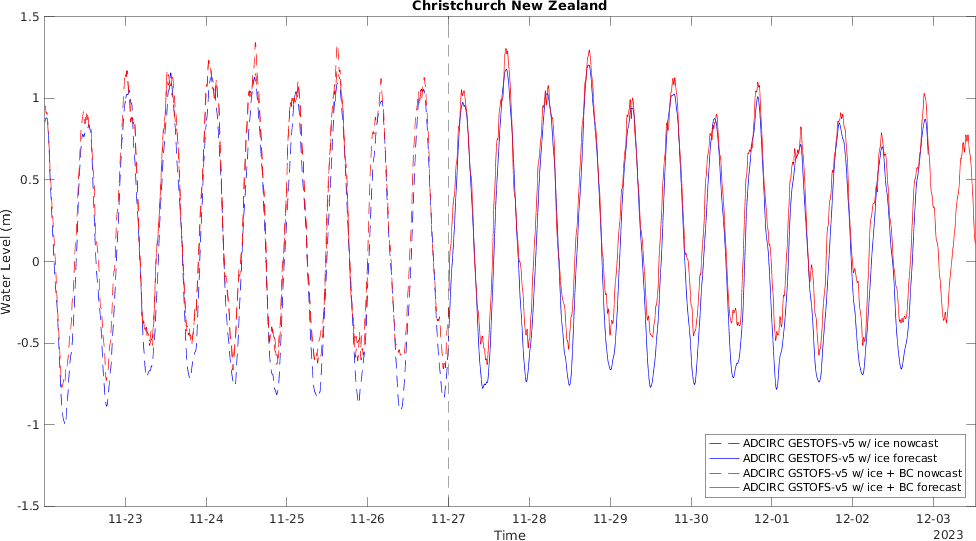 Christchurch New Zealand
1.5
1
0.5
0
-0.5
-1
-1.5
Water Level (m)
ADCIRC GESTOFS-v5 w/ ice nowcast
ADCIRC GESTOFS-v5 w/ ice forecast
ADCIRC GSTOFS-v5 w/ ice + BC nowcast
ADCIRC GSTOFS-v5 w/ ice + BC forecast
11-23 11-24 11-25 11-26 11-27 11-28 11-29 11-30 12-01 12-02 12-03
Time
2023